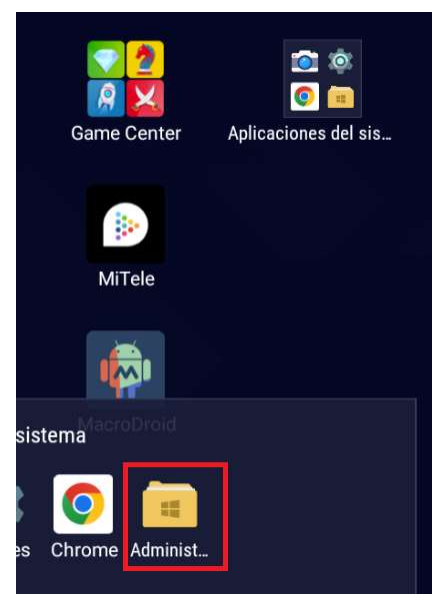 Game Center
Aplicaciones del sis...
MiTele
MacroDroid
sistema
es Chrome Administ...